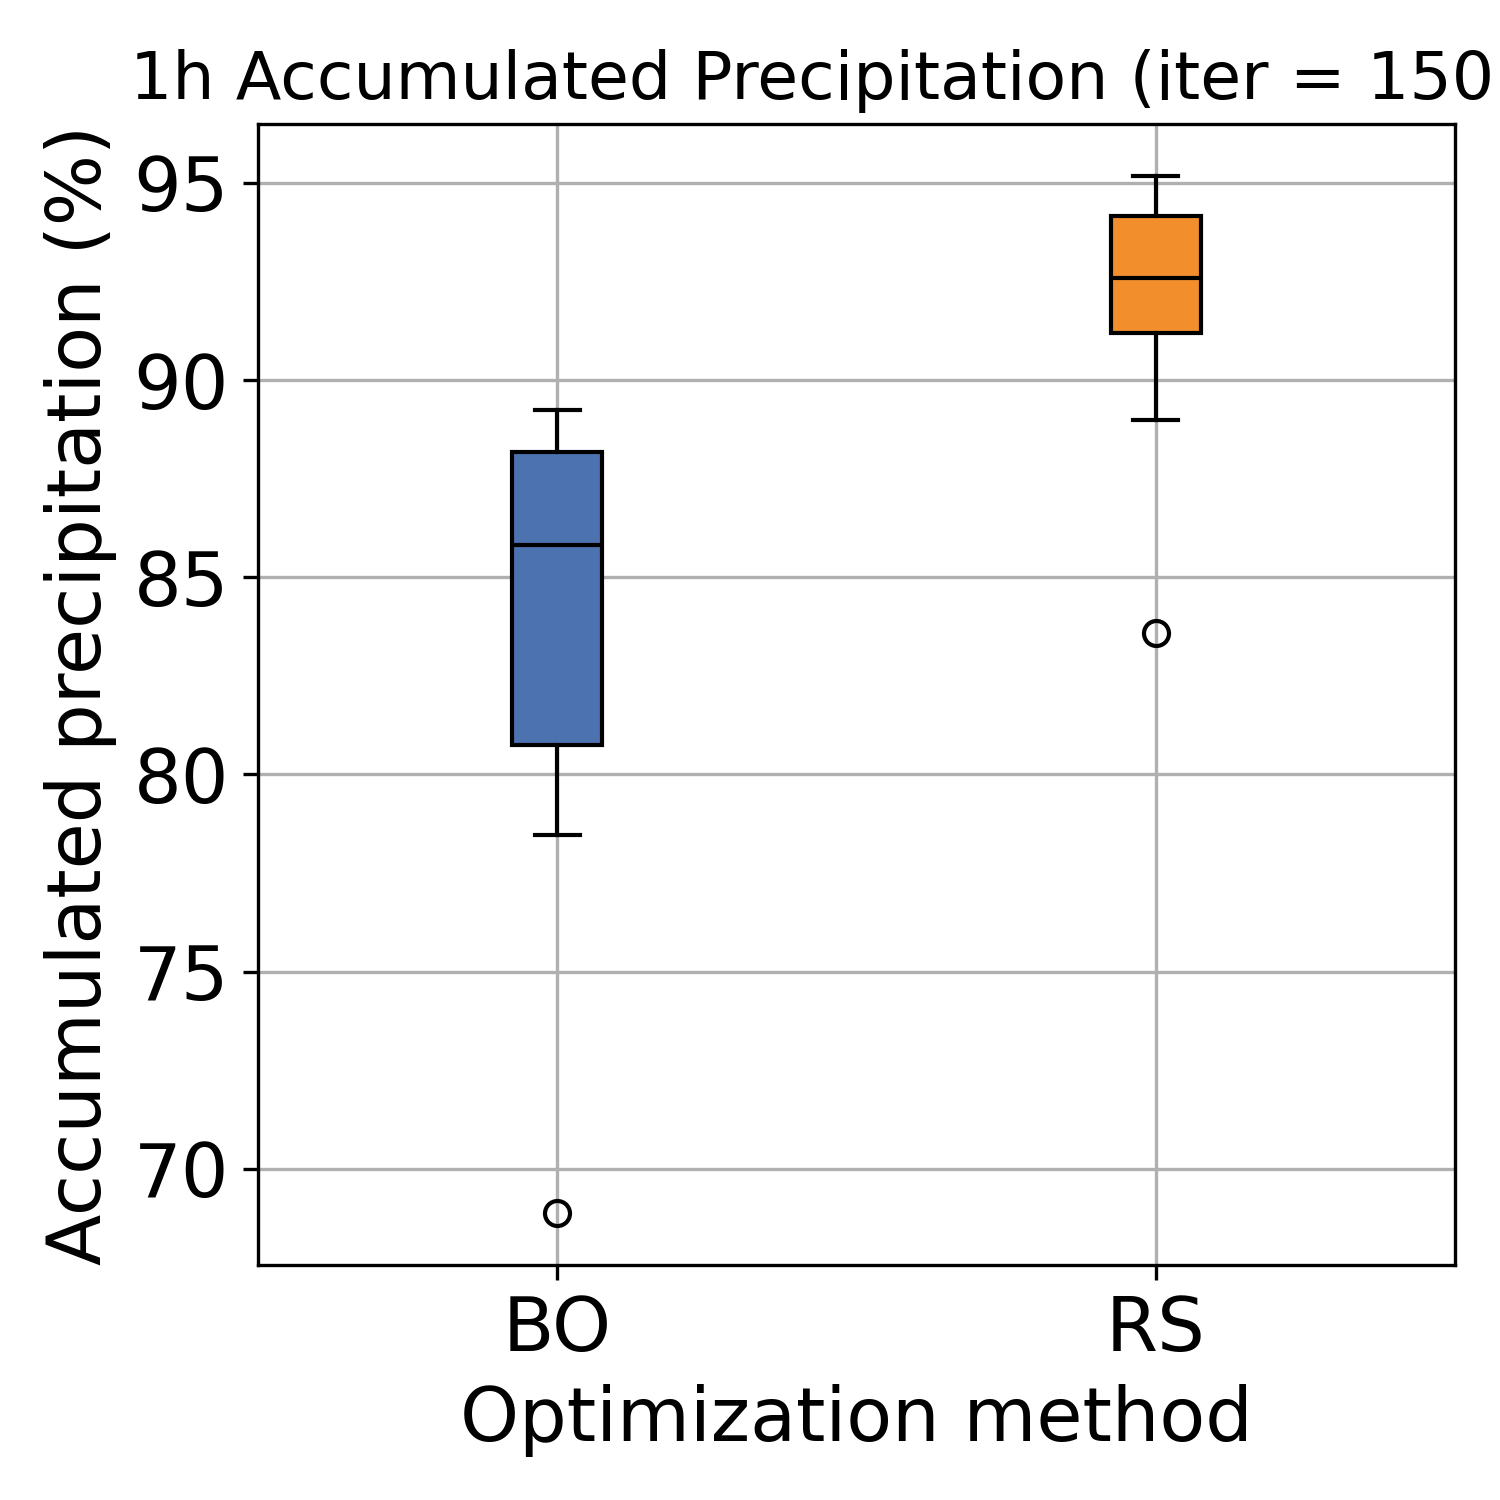 1h Accumulated Precipitation (iter = 150
Accumulated precipitation (%)
95
90
85
80
75
70
BO
RS
Optimization method